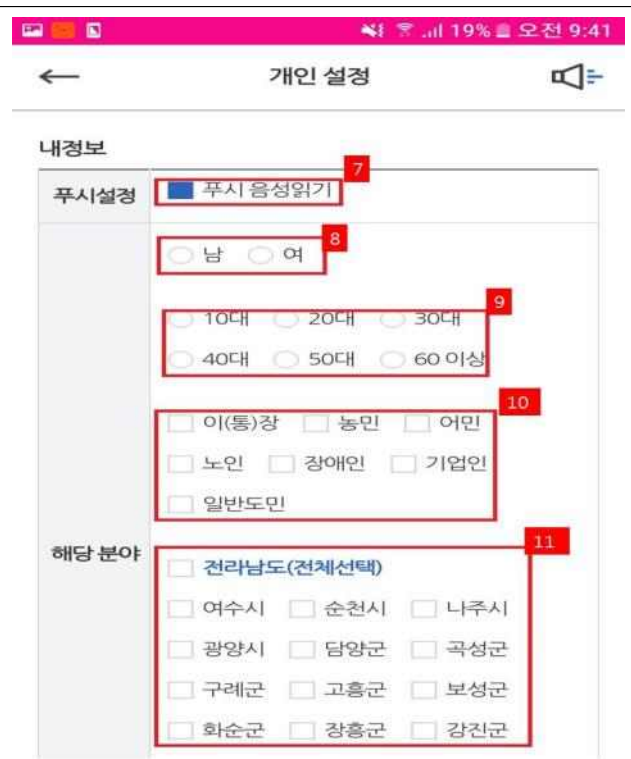 19% 오전 9:41
개인 설정
내정보
7
푸시설정 푸시 음성읽기
8
남 여
9
10대 20대 30대
40대 50대 60 이상
10
이(통)장 농민 어민
노인 장애인 기업인
일반도민
11
해당 분야
전라남도(전체선택)
여수시 순천시 나주시
광양시 담양군 곡성군
구례군 고흥군 보성군
화순군 장흥군 강진군